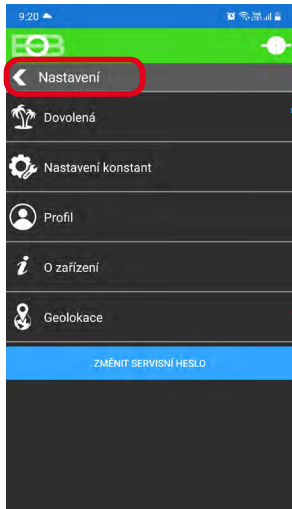 9:20
EOB
Nastavení
Dovolená
Nastavení konstant
Profil
O zařízení
Geolokace
ZMĚNIT SERVISNÍ HESLO